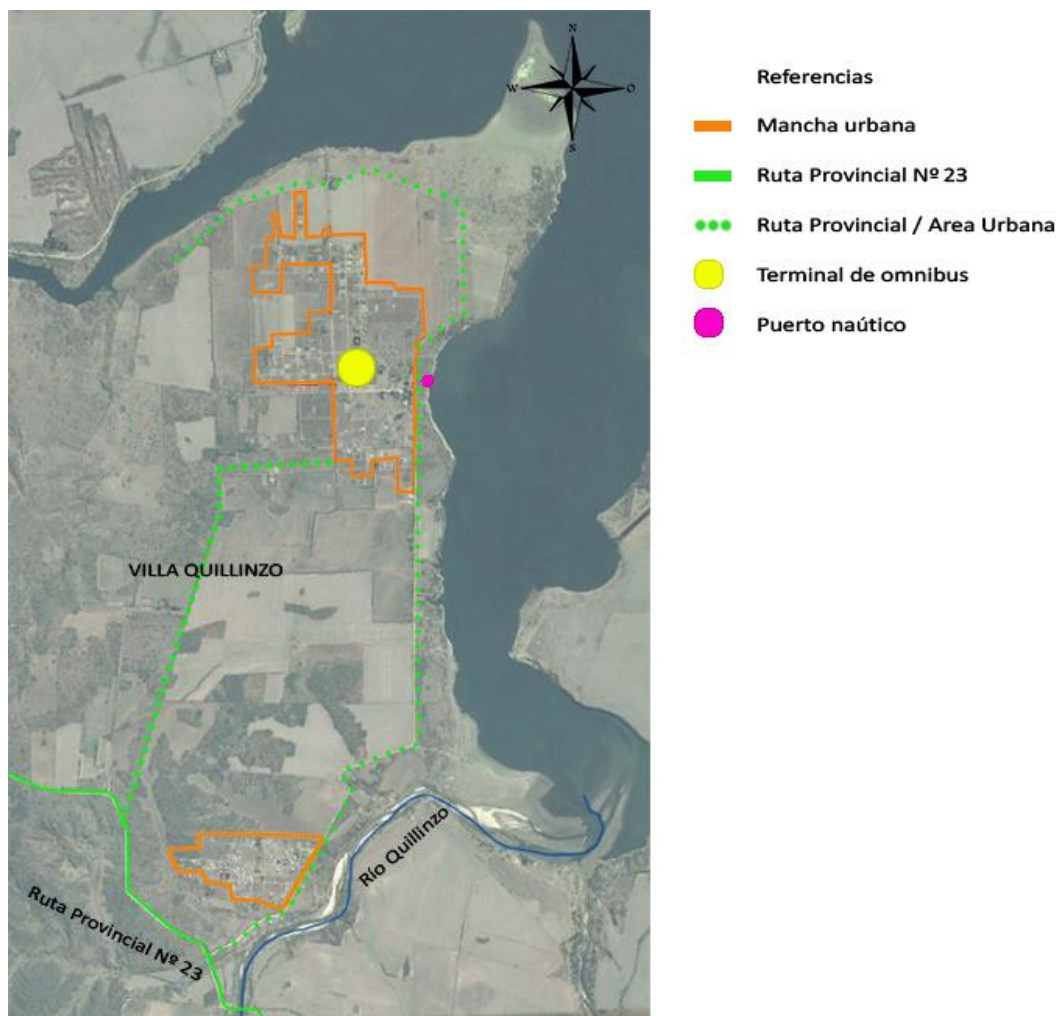 N
W
O
S
Referencias
Mancha urbana
Ruta Provincial Nº 23
Ruta Provincial / Area Urbana
Terminal de omnibus
Puerto naútico
VILLA QUILLINZO
Río Quillinzo
Ruta Provincial Nº 23